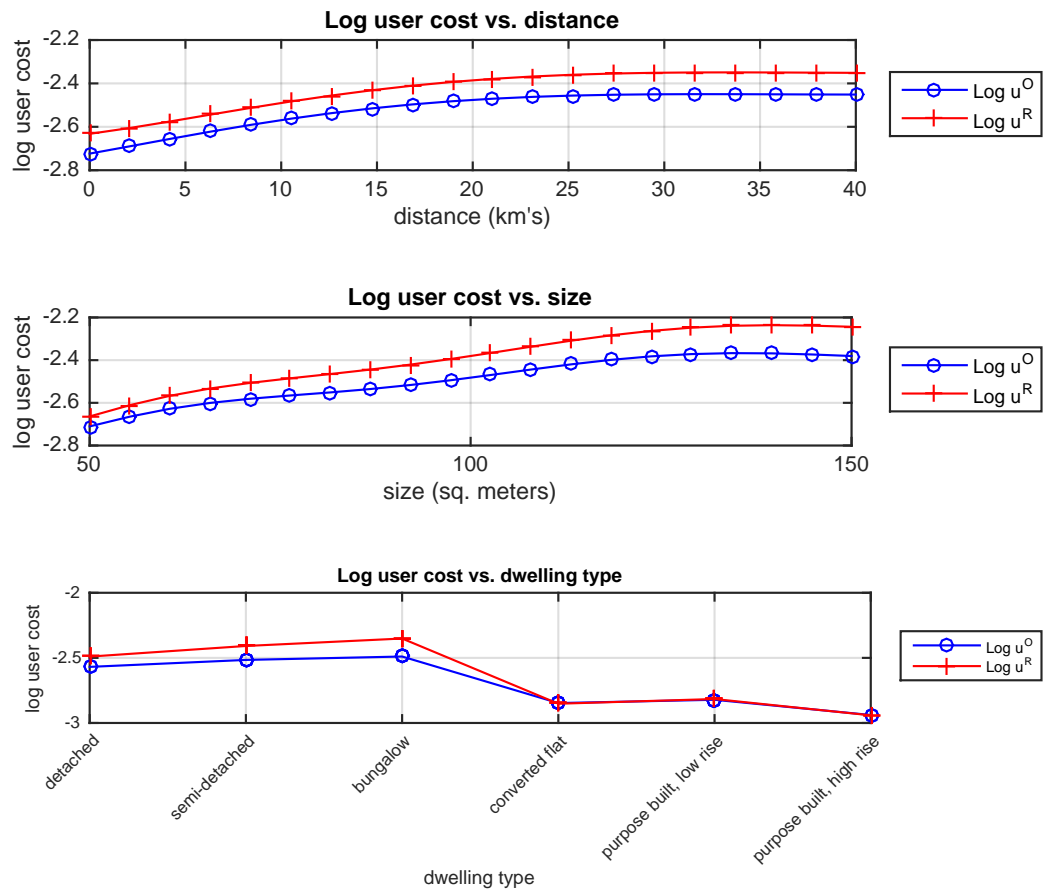 Log user cost vs. distance
log user cost
-2.2
-2.4
-2.6
-2.8
0
5
10
15
20
25
30
35
40
distance (km's)
Log u^O
Log u^R
Log user cost vs. size
log user cost
-2.2
-2.4
-2.6
-2.8
50
100
150
size (sq. meters)
Log u^O
Log u^R
Log user cost vs. dwelling type
log user cost
-2
-2.5
-3
detached
semi-detached
bungalow
converted flat
purpose built, low rise
purpose built, high rise
dwelling type
Log u^O
Log u^R